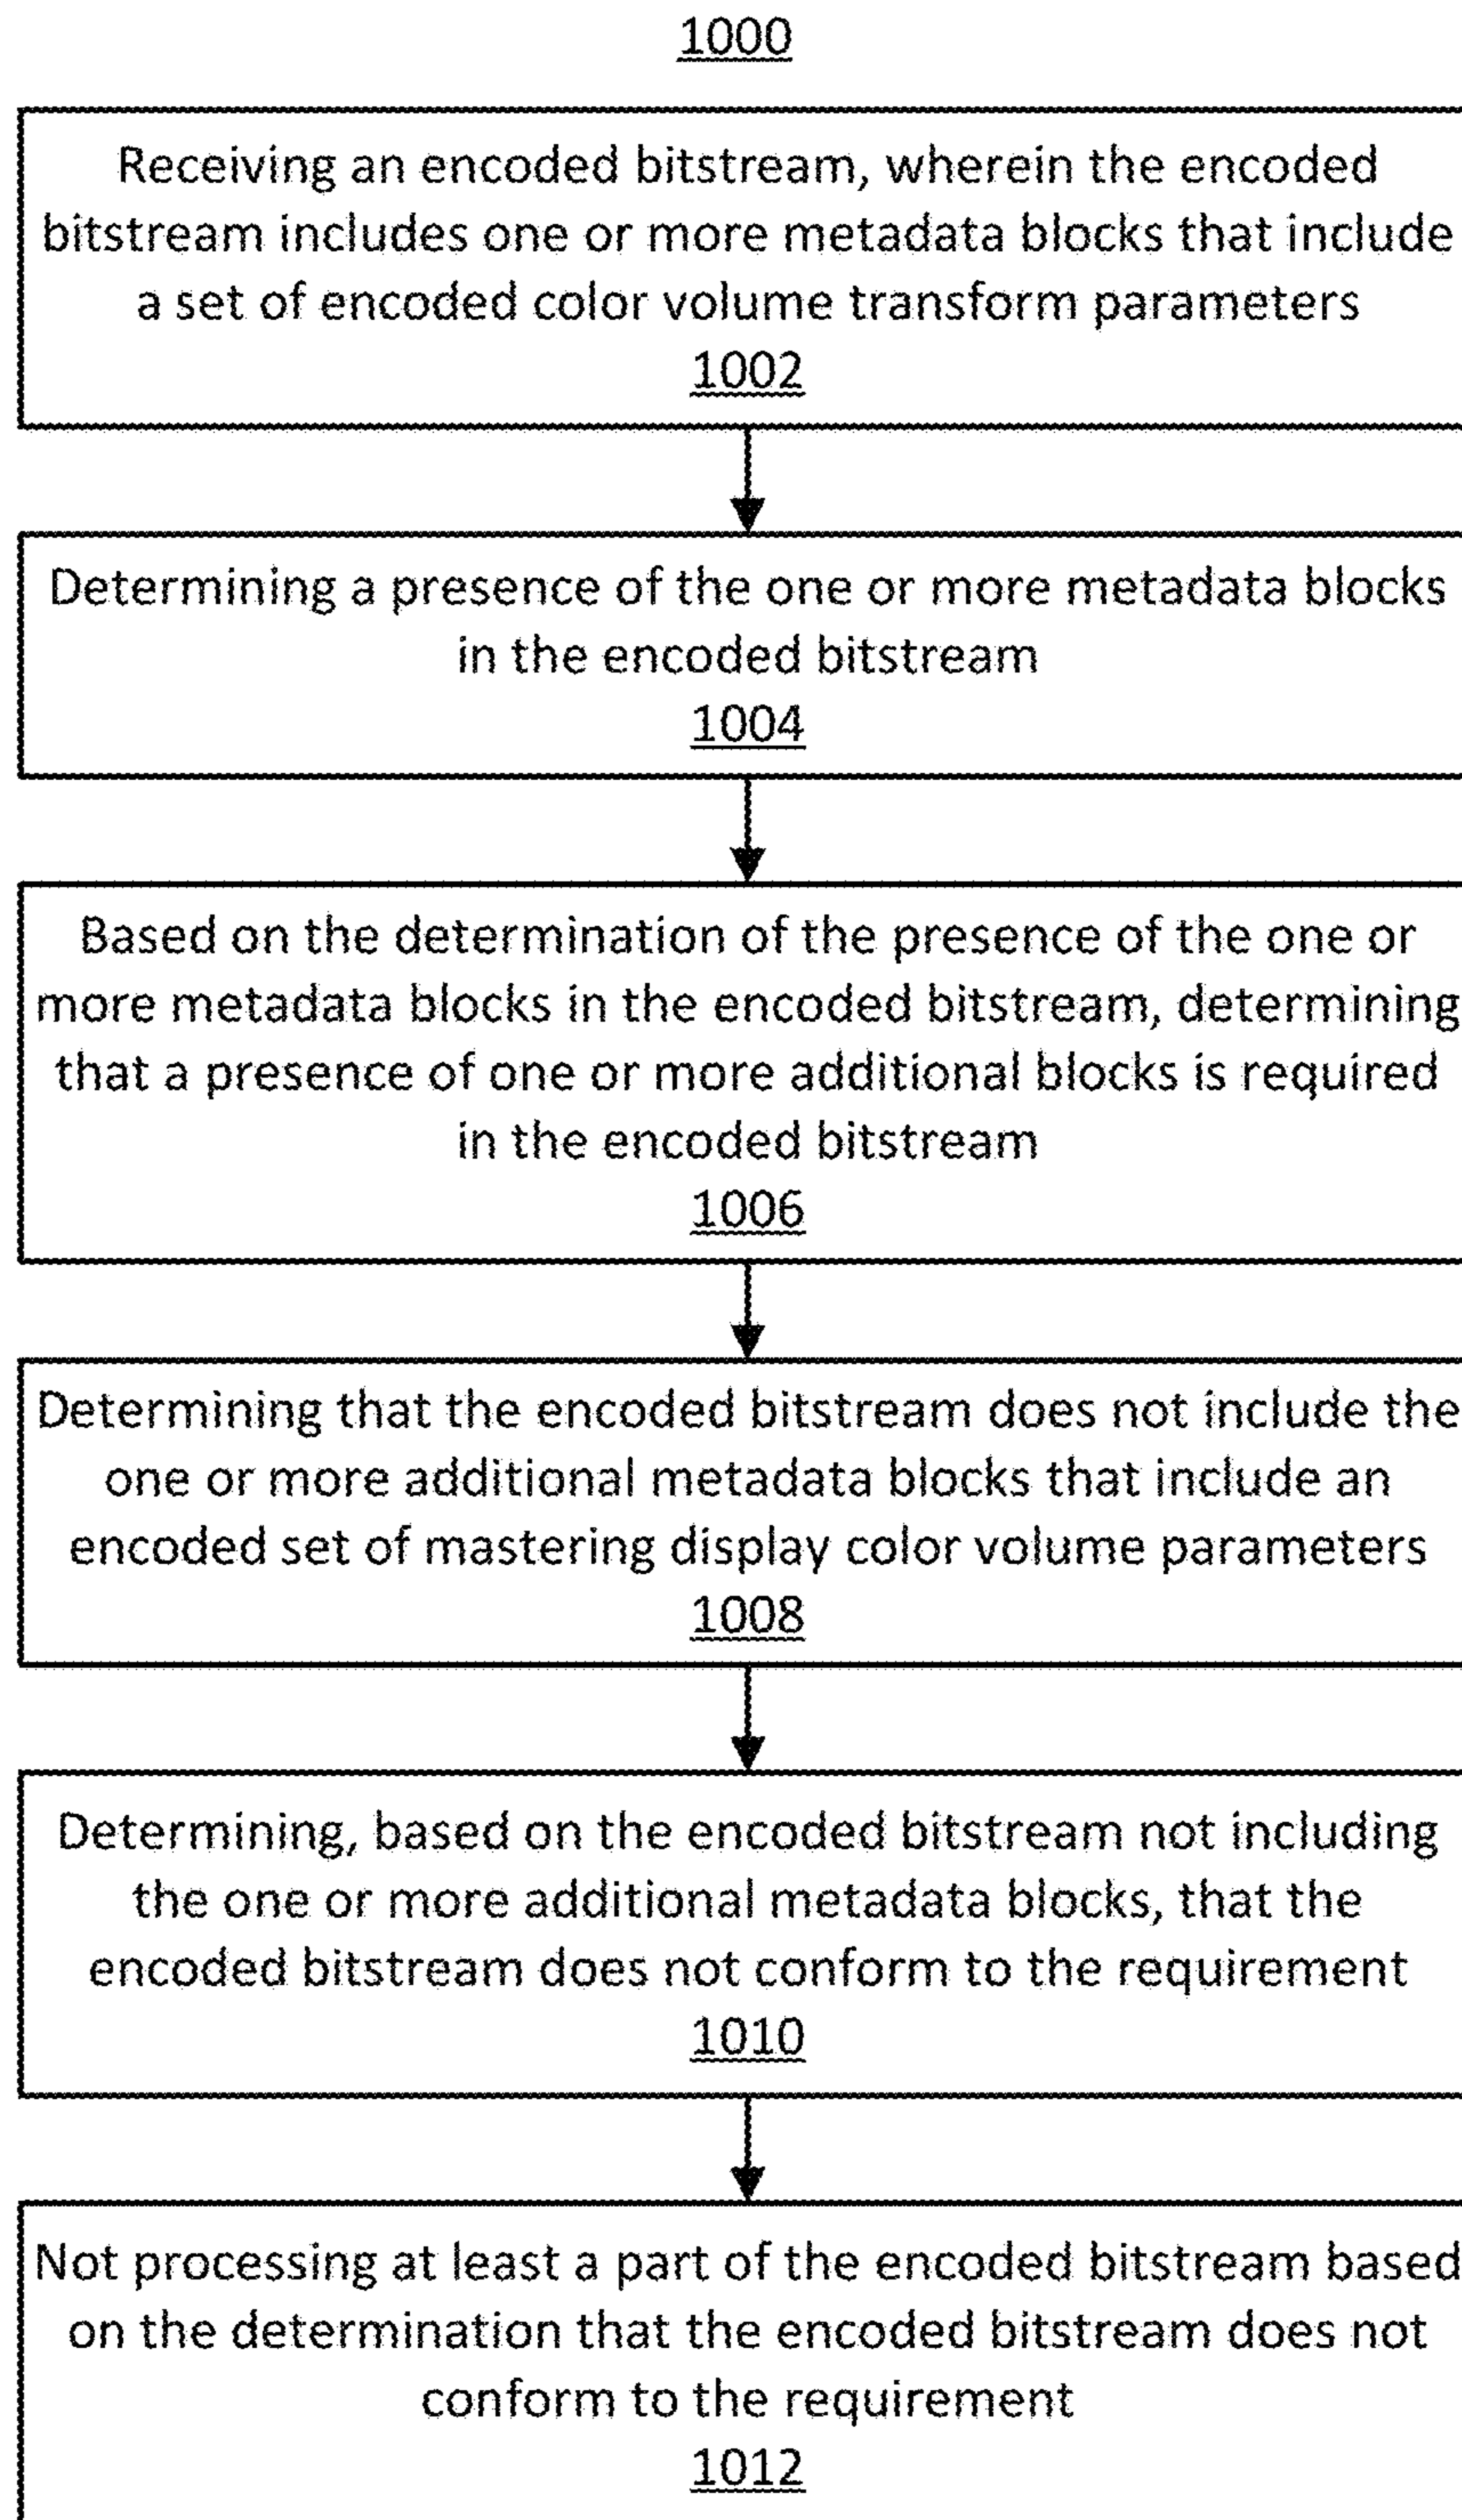 1000
Receiving an encoded bitstream, wherein the encoded
bitstream includes one or more metadata blocks that include
a set of encoded color volume transform parameters
1002
Determining a presence of the one or more metadata blocks
in the encoded bitstream
1004
Based on the determination of the presence of the one or
more metadata blocks in the encoded bitstream, determining
that a presence of one or more additional blocks is required
in the encoded bitstream
1006
Determining that the encoded bitstream does not include the
one or more additional metadata blocks that include an
encoded set of mastering display color volume parameters
1008
Determining, based on the encoded bitstream not including
the one or more additional metadata blocks, that the
encoded bitstream does not conform to the requirement
1010
Not processing at least a part of the encoded bitstream based
on the determination that the encoded bitstream does not
conform to the requirement
1012